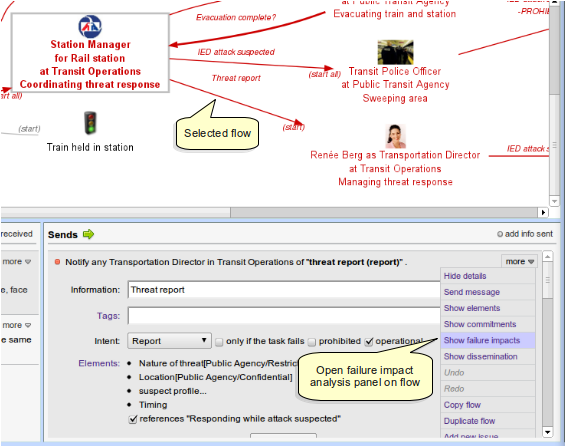 at Public Transit Agency
Evacuating train and station
-PROHI
Evacuation complete?
Station Manager
for Rail station
at Transit Operations
Coordinating threat response
IED attack suspected
Threat report
(start all)
Transit Police Officer
at Public Transit Agency
Sweeping area
Selected flow
(start)
(start)
Train held in station
Renée Berg as Transportation Director
at Transit Operations
Managing threat response
IED attack s
received
Sends
add info sent
more
Notify any Transportation Director in Transit Operations of "threat report (report)" .
more
e, face
Information:
Threat report
Tags:
more
e same
Intent:
Report
only if the task fails
prohibited
operational
Elements:
Nature of threat[Public Agency/Restric
Location[Public Agency/Confidential]
suspect profile...
Timing
references "Responding while attack suspected"
Hide details
Send message
Show elements
Show commitments
Show failure impacts
Show dissemination
Undo
Redo
Copy flow
Duplicate flow
Add new issue
Open failure impact
analysis panel on flow